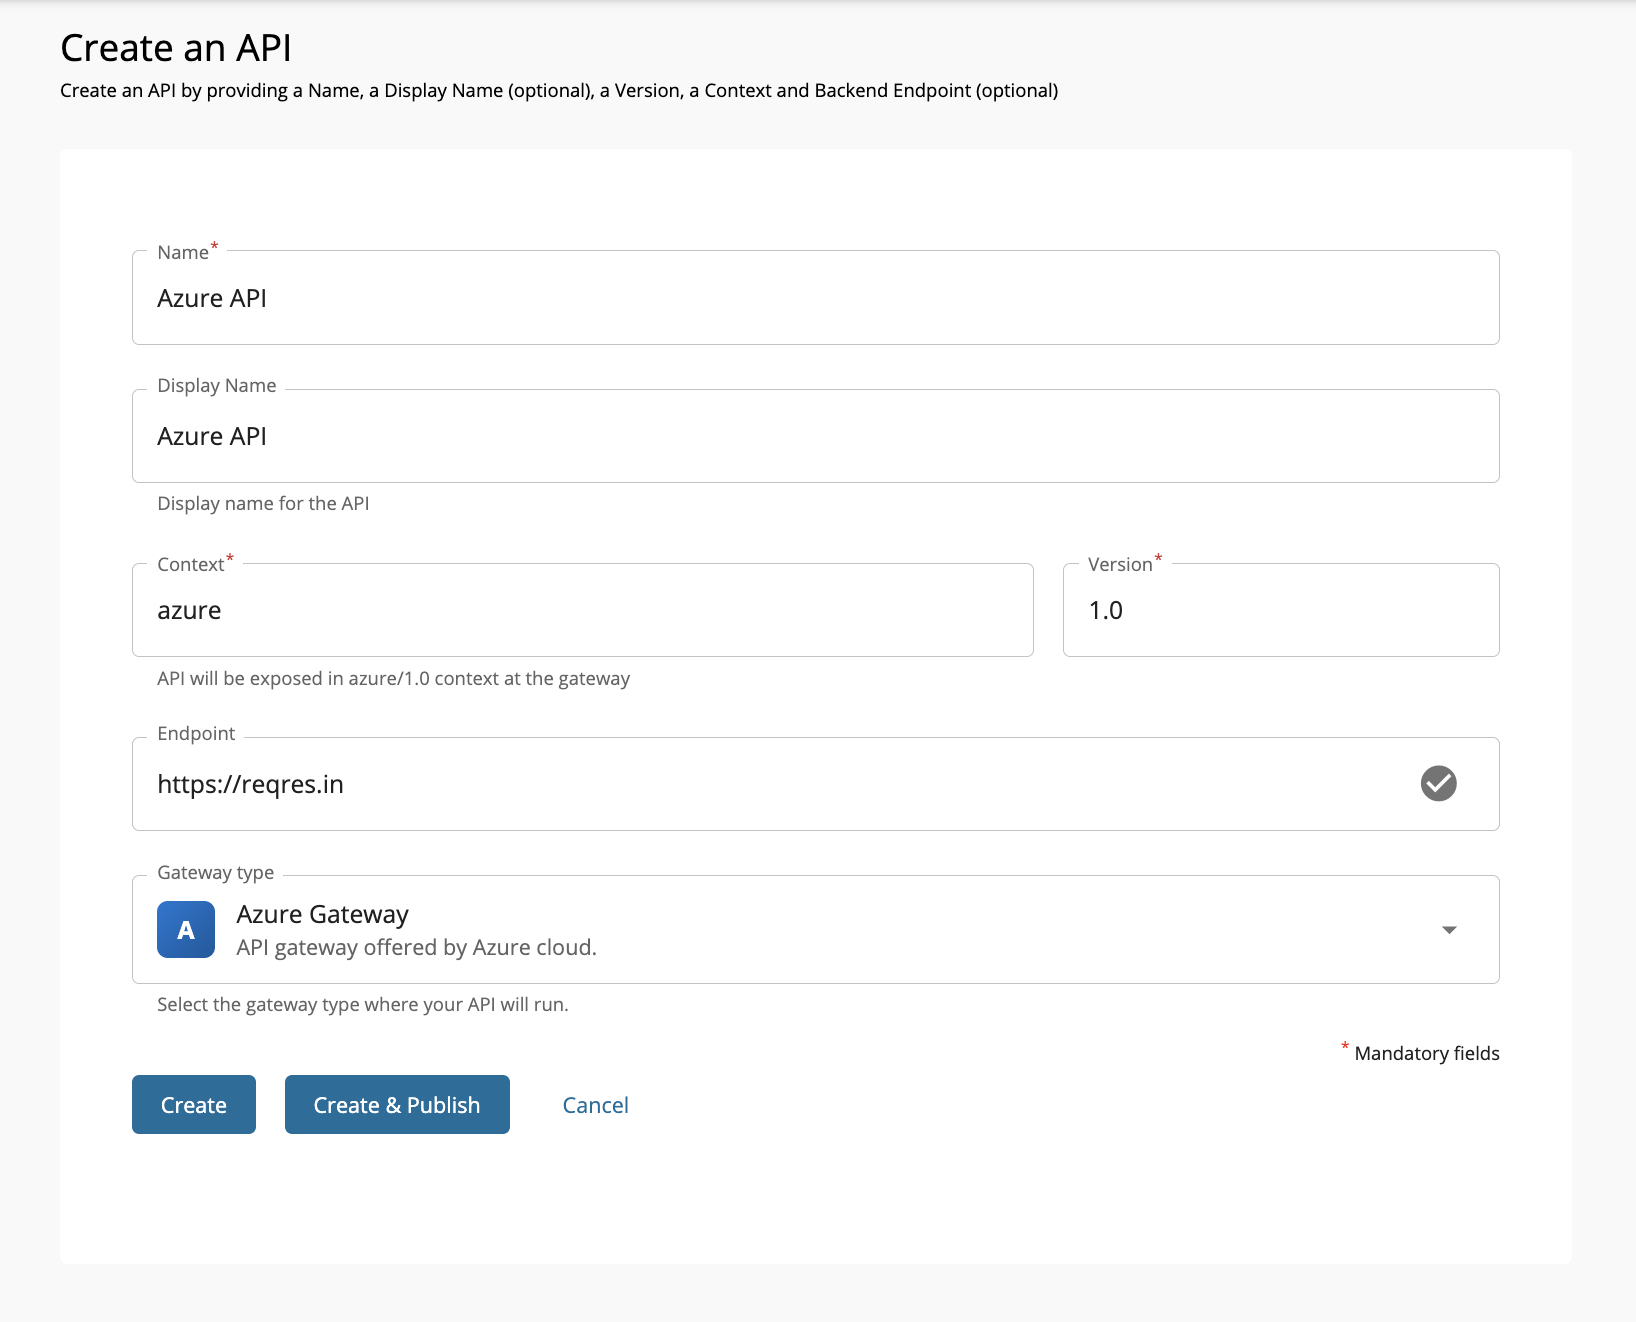 Create an API
Create an API by providing a Name, a Display Name (optional), a Version, a Context and Backend Endpoint (optional)
Name*
Azure API
Display Name
Azure API
Display name for the API
Context*
azure
API will be exposed in azure/1.0 context at the gateway
Version*
1.0
Endpoint
https://reqres.in
Gateway type
A
Azure Gateway
API gateway offered by Azure cloud.
Select the gateway type where your API will run.
* Mandatory fields
Create
Create & Publish
Cancel